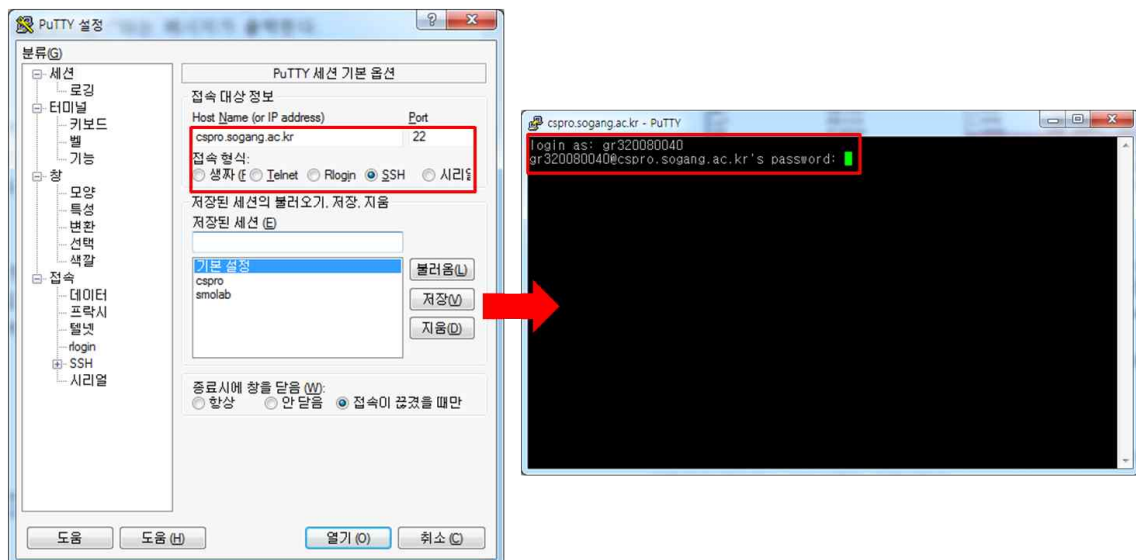 PuTTY 설정
분류(G)
세션
로깅
터미널
키보드
벨
기능
창
모양
특성
변환
선택
색깔
접속
데이터
프락시
텔넷
rlogin
SSH
시리얼
PuTTY 세션 기본 옵션
접속 대상 정보
Host Name (or IP address) Port
cspro.sogang.ac.kr 22
접속 형식:
생짜(F Telnet Rlogin SSH 시리얼
저장된 세션의 불러오기, 저장, 지움
저장된 세션 (E)
기본 설정
cspro
smolab
불러옴(L)
저장(V)
지움(D)
종료시에 창을 닫음 (W):
항상 안 닫음 접속이 끊겼을 때만
도움 도움 (H) 열기 (O) 취소 (C)
cspro.sogang.ac.kr - PuTTY
login as: gr320080040
gr320080040@cspro.sogang.ac.kr's password: